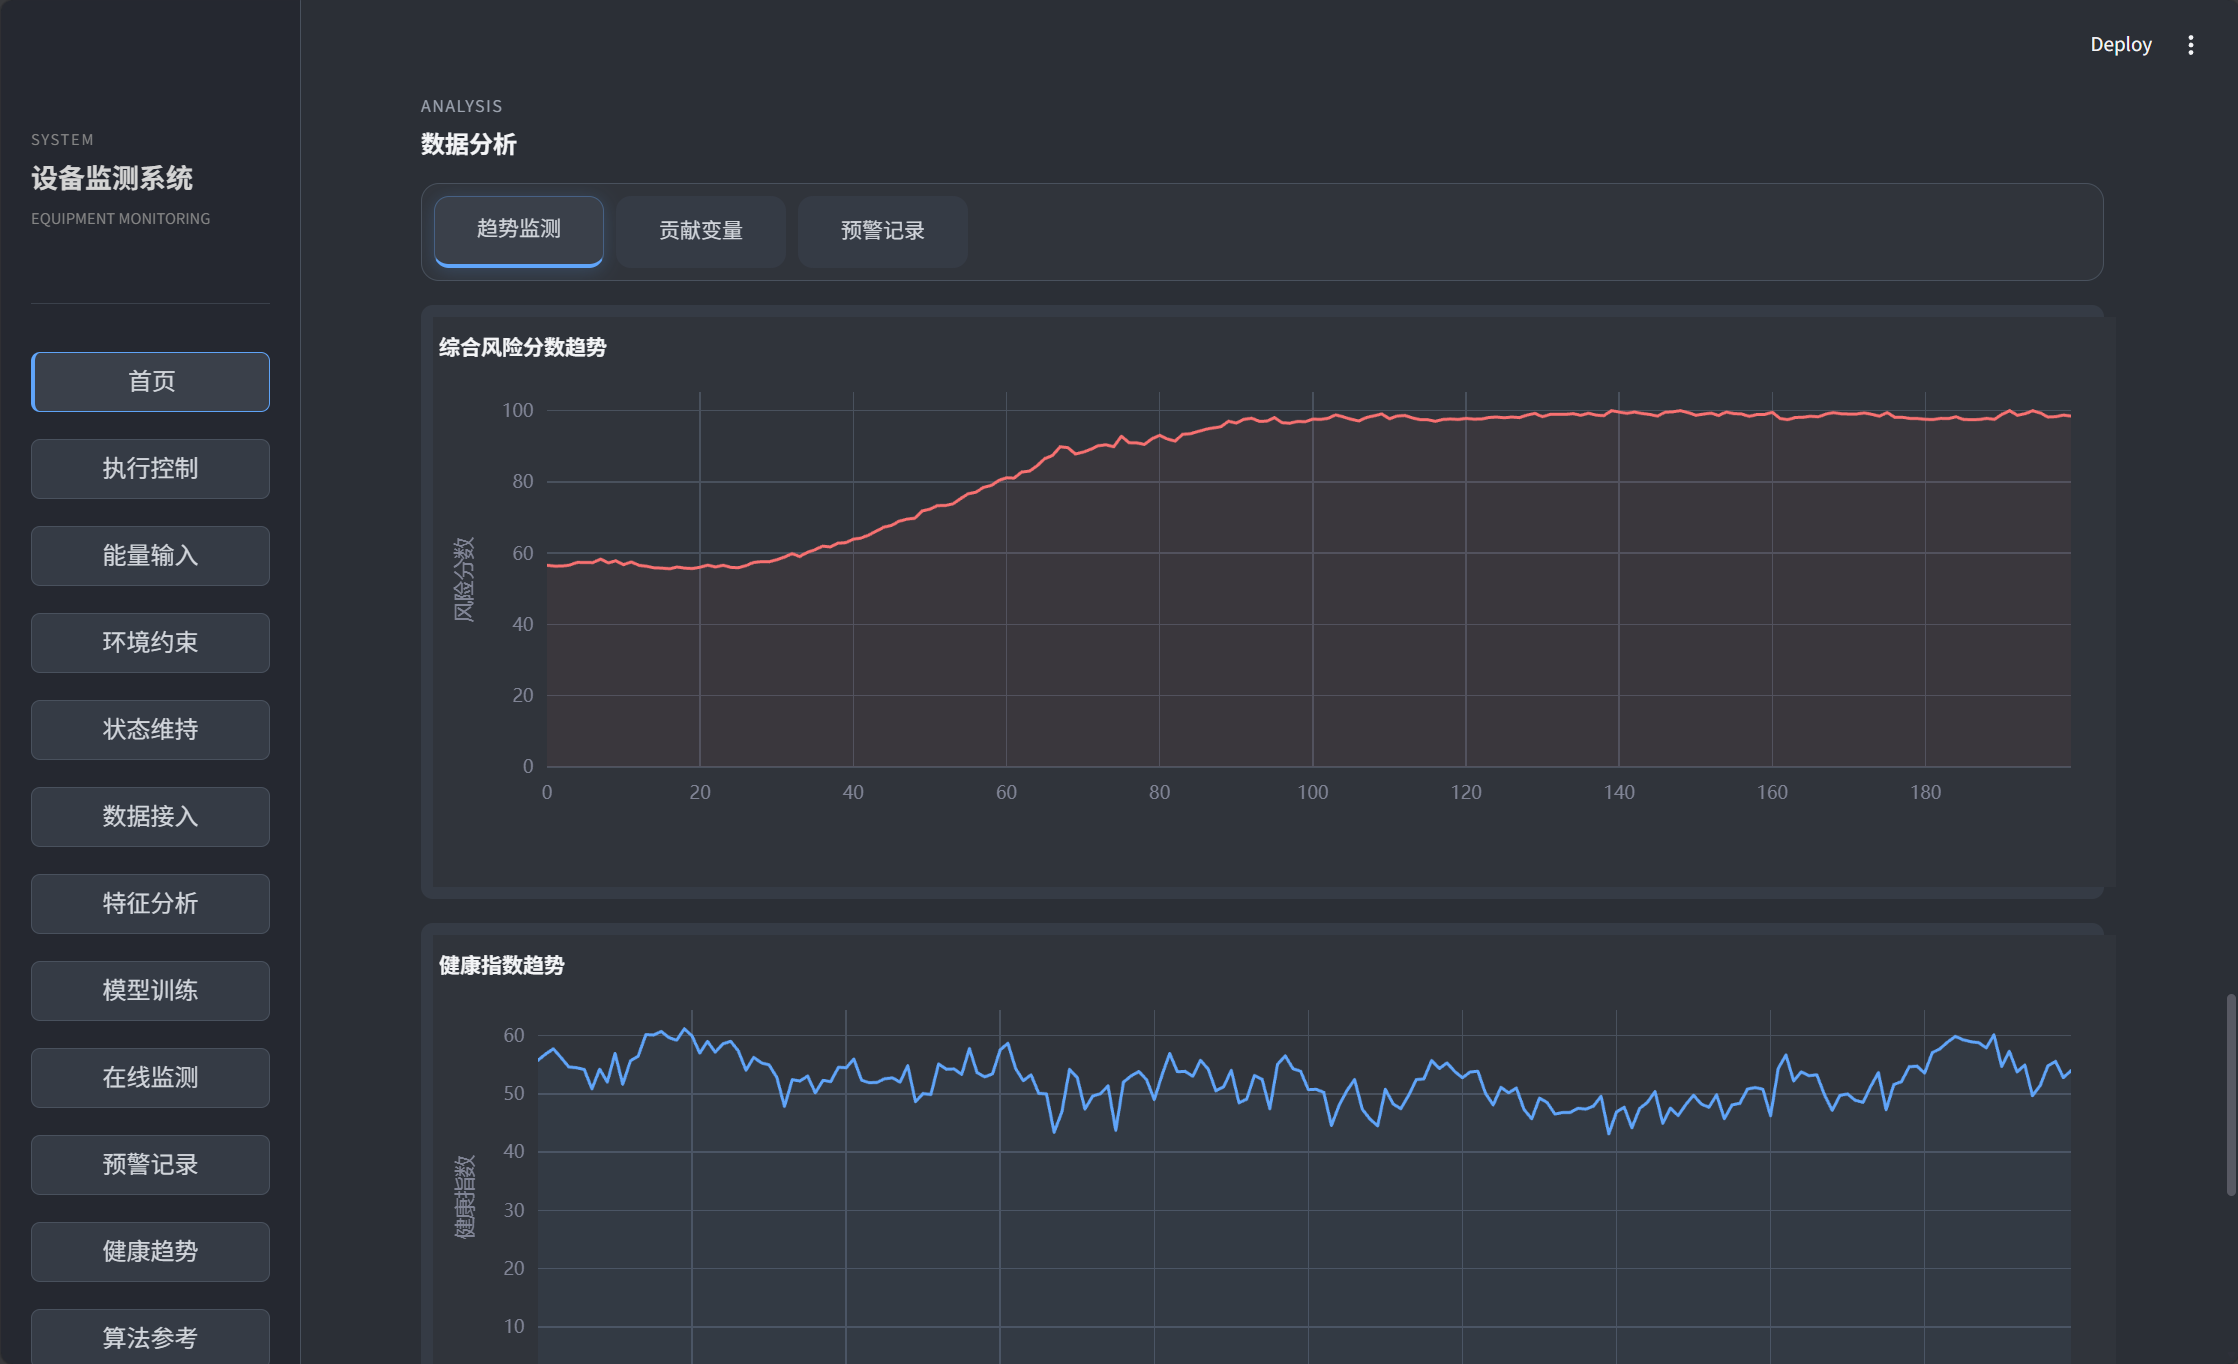 Deploy
SYSTEM
设备监测系统
EQUIPMENT MONITORING
首页
执行控制
能量输入
环境约束
状态维持
数据接入
特征分析
模型训练
在线监测
预警记录
健康趋势
算法参考
ANALYSIS
数据分析
趋势监测 贡献变量 预警记录
综合风险分数趋势
风险分数
100
80
60
40
20
0
0 20 40 60 80 100 120 140 160 180
健康指数趋势
健康指数
60
50
40
30
20
10